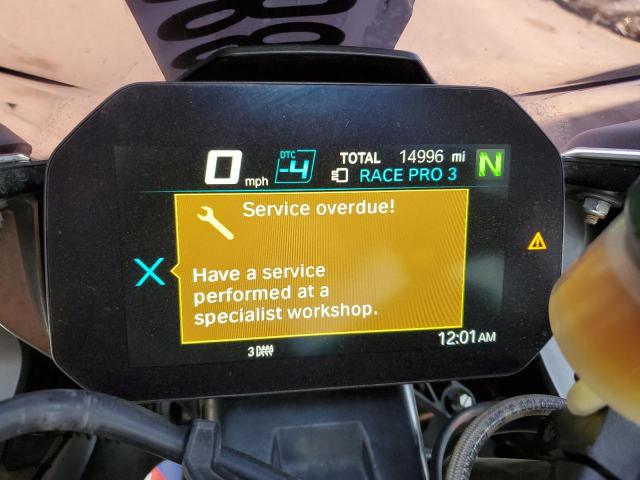 0 mph DTC -4 TOTAL 14996 mi N
RACE PRO 3
Service overdue!
X
Have a service
performed at a
specialist workshop.
3
12:01 AM